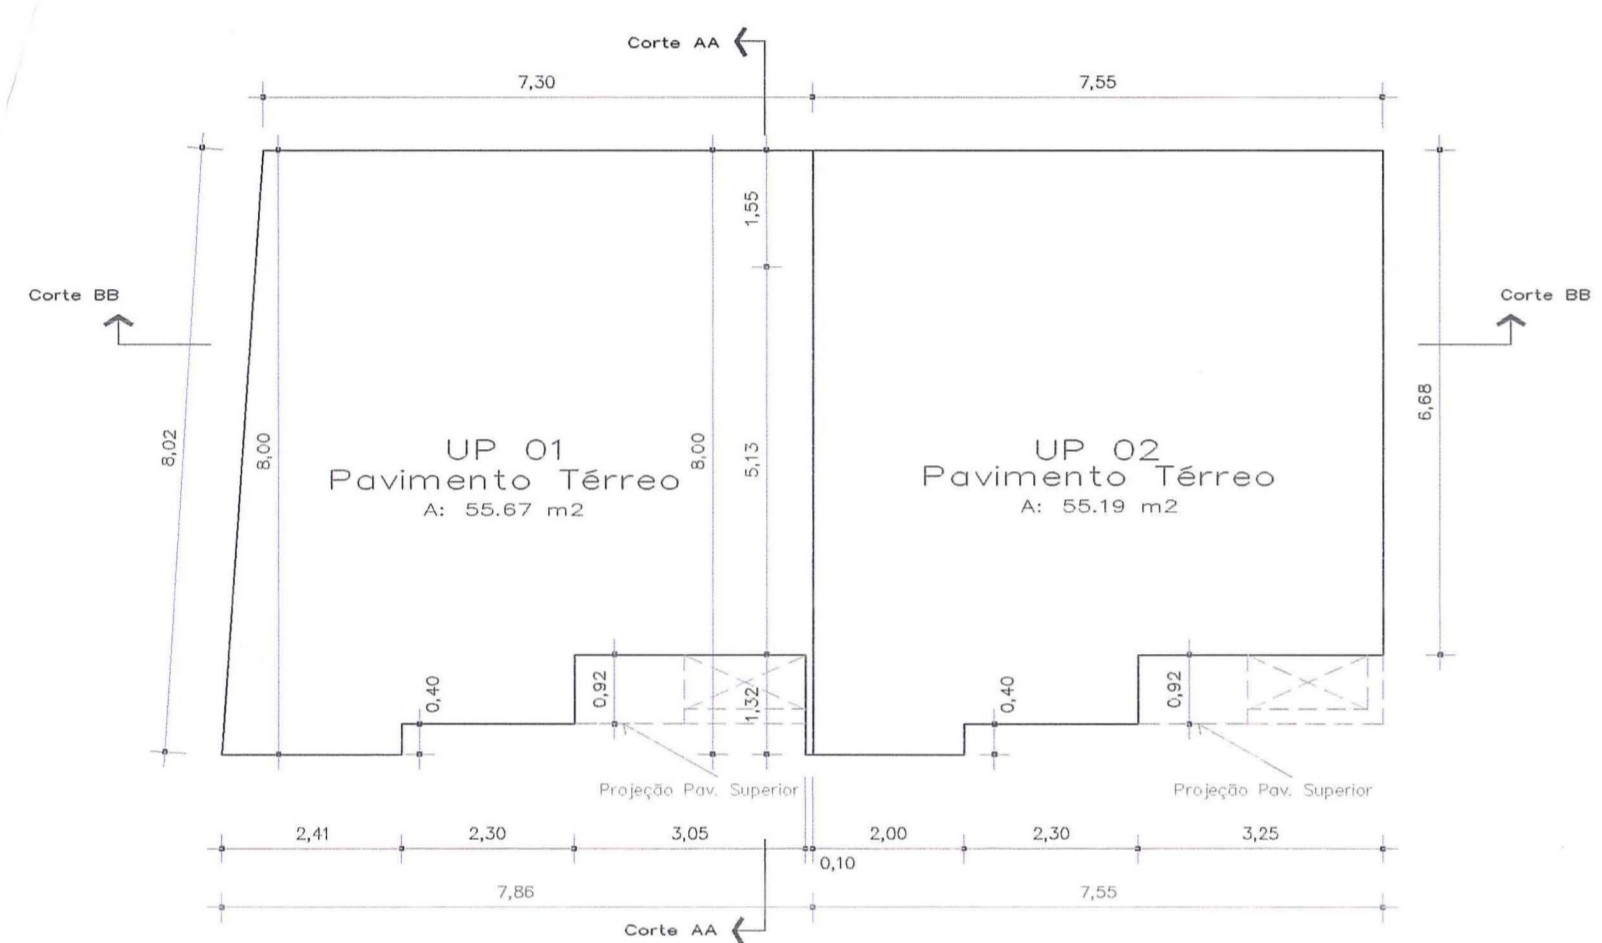 Corte AA
7,30
7,55
1,55
Corte BB
Corte BB
6,68
8,02
8,00
8,00
5,13
UP 01
Pavimento Térreo
A: 55.67 m2
UP 02
Pavimento Térreo
A: 55.19 m2
0,40
0,92
1,32
0,40
0,92
Projeção Pav. Superior
Projeção Pav. Superior
2,41
2,30
3,05
2,00
2,30
3,25
0,10
7,86
7,55
Corte AA